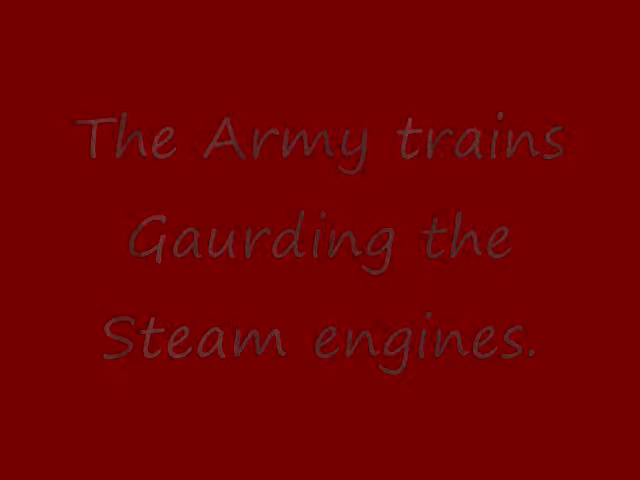 The Army trains
Gaurding the
Steam engines.